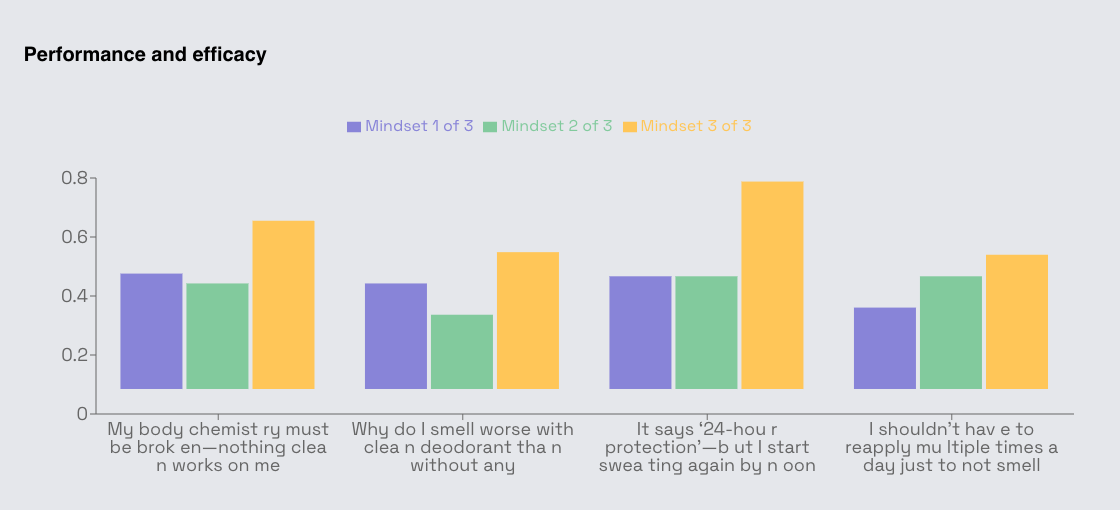 Performance and efficacy
Mindset 1 of 3 Mindset 2 of 3 Mindset 3 of 3
0.8
0.6
0.4
0.2
0
My body chemist ry must
be brok en—nothing clea
n works on me
Why do I smell worse with
clea n deodorant tha n
without any
It says ‘24-hou r
protection’—b ut I start
swea ting again by n oon
I shouldn’t hav e to
reapply mu ltiple times a
day just to not smell